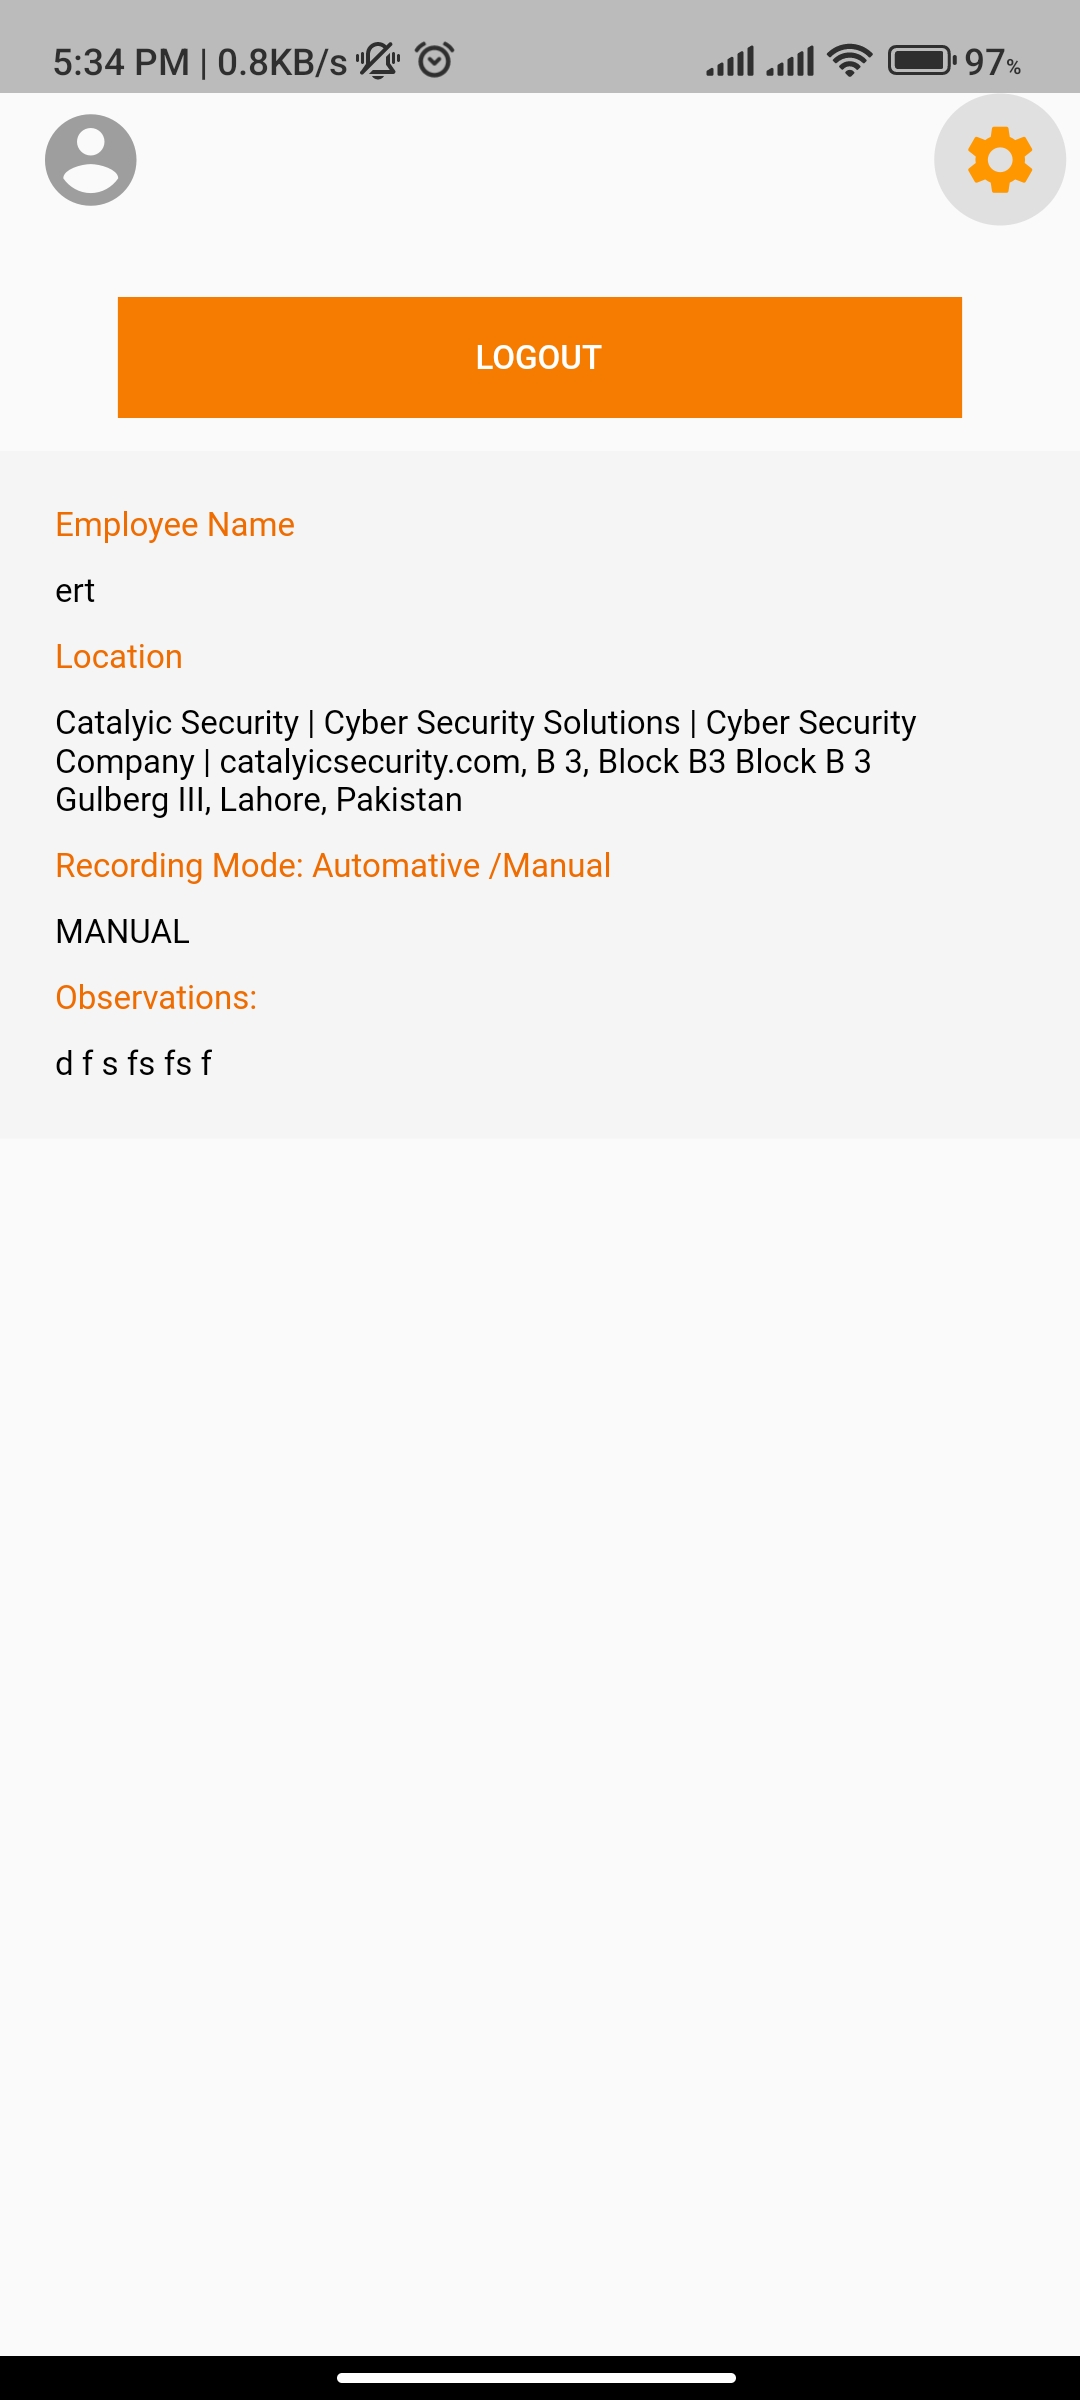 5:34 PM | 0.8KB/s
97%
LOGOUT
Employee Name
ert
Location
Catalyic Security | Cyber Security Solutions | Cyber Security
Company | catalyicsecurity.com, B 3, Block B3 Block B 3
Gulberg III, Lahore, Pakistan
Recording Mode: Automative /Manual
MANUAL
Observations:
d f s fs fs f